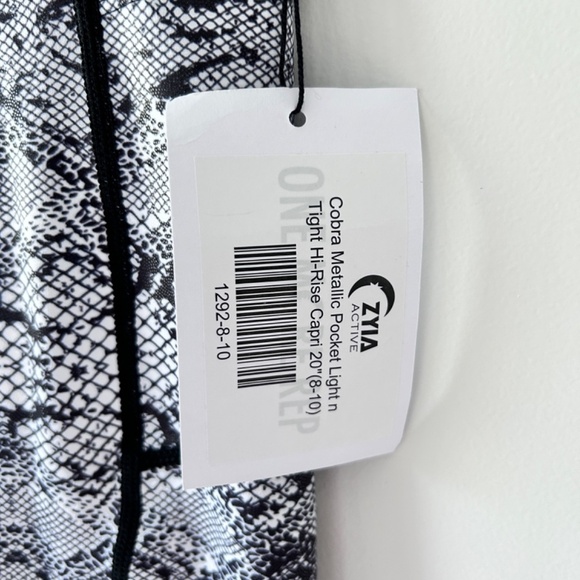 ZYIA
ACTIVE
Cobra Metallic Pocket Light n
Tight Hi-Rise Capri 20"(8-10)
1292-8-10